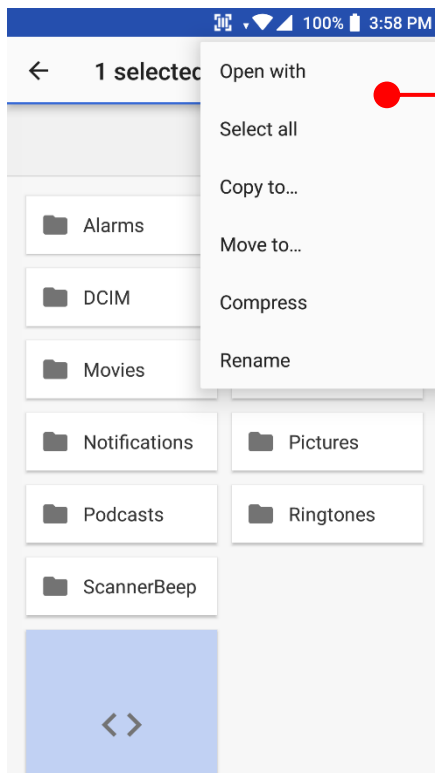 100% 3:58 PM
1 selected
Open with
Select all
Copy to…
Move to…
Compress
Rename
Alarms
DCIM
Movies
Notifications
Pictures
Podcasts
Ringtones
ScannerBeep